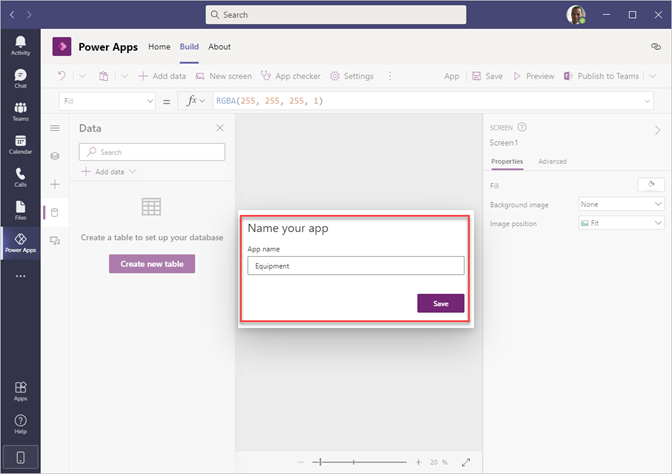 Search
Activity
Chat
Teams
Calendar
Calls
Files
Power Apps
Apps
Help
Power Apps Home Build About
Add data New screen App checker Settings App Save Preview Publish to Teams
Fill = fx RGBA(255, 255, 255, 1)
Data
Search
Add data
Create a table to set up your database
Create new table
Name your app
App name
Equipment
Save
SCREEN
Screen1
Properties Advanced
Fill
Background image None
Image position Fit
20 %